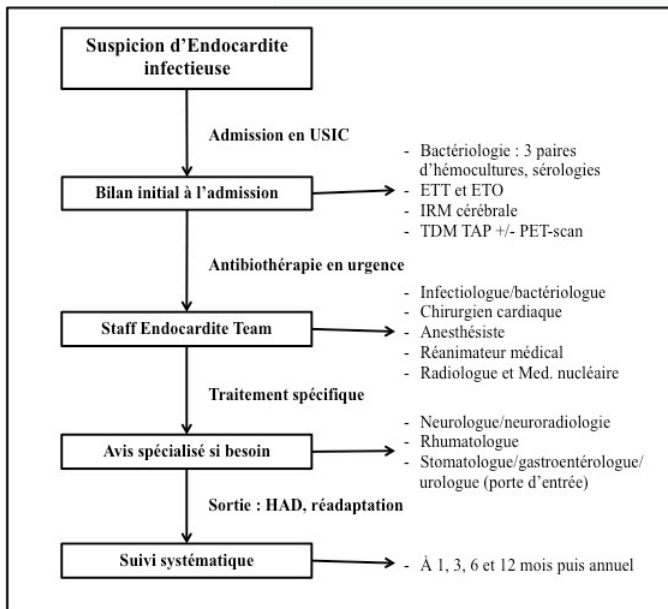 Suspicion d'Endocardite
infectieuse
Admission en USIC
Bilan initial à l'admission
- Bactériologie : 3 paires
d'hémocultures, sérologies
- ETT et ETO
- IRM cérébrale
- TDM TAP +/- PET-scan
Antibiothérapie en urgence
Staff Endocardite Team
- Infectiologue/bactériologue
- Chirurgien cardiaque
- Anesthésiste
- Réanimateur médical
- Radiologue et Med. nucléaire
Traitement spécifique
Avis spécialisé si besoin
- Neurologue/neuroradiologie
- Rhumatologue
- Stomatologue/gastroentérologue/
urologue (porte d'entrée)
Sortie : HAD, réadaptation
Suivi systématique
- À 1, 3, 6 et 12 mois puis annuel